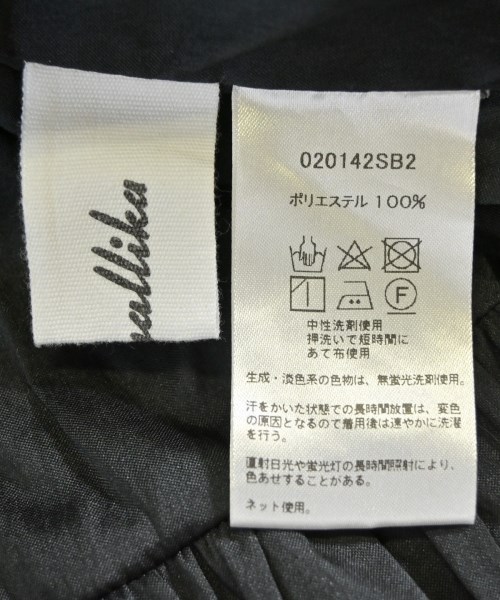 mallika
020142SB2
ポリエステル 100%
F
中性洗剤使用
押洗いで短時間に
あて布使用
生成・淡色系の色物は、無蛍光洗剤使用。
汗をかいた状態での長時間放置は、変色
の原因となるので着用後は速やかに洗濯
を行う。
直射日光や蛍光灯の長時間照射により、
色あせすることがある。
ネット使用。